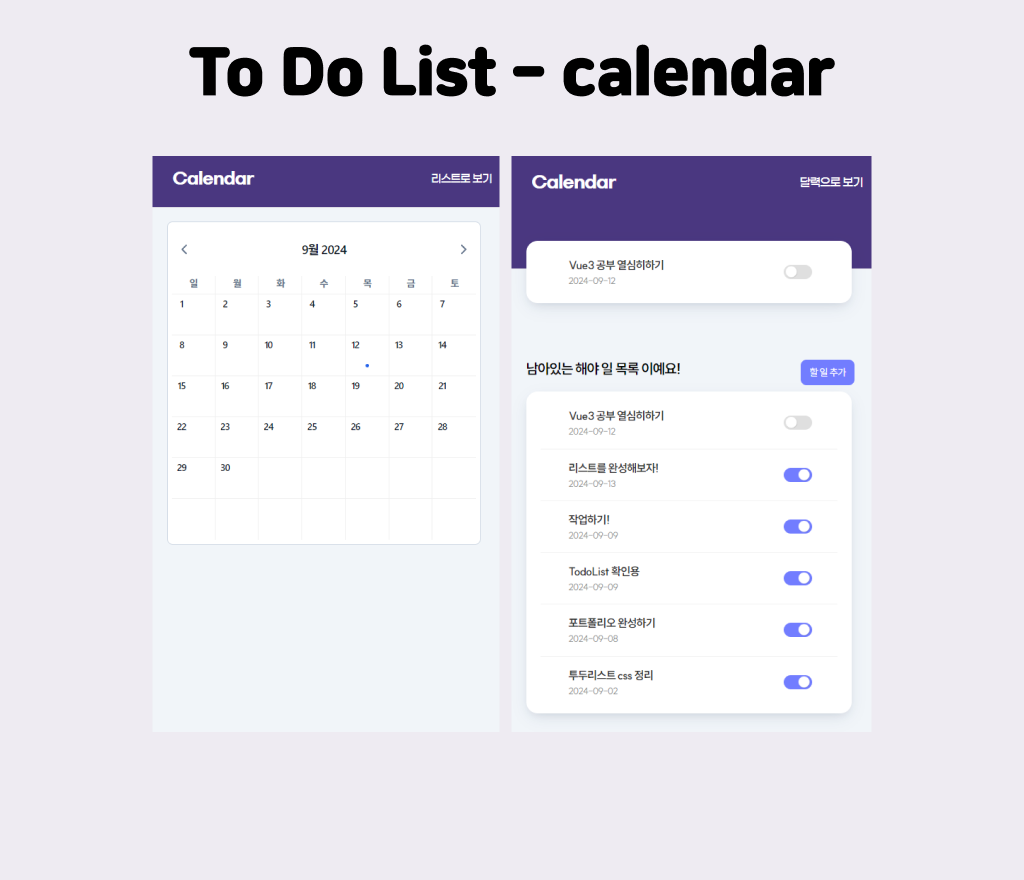 To Do List - calendar
Calendar
리스트로 보기
9월 2024
일 월 화 수 목 금 토
1 2 3 4 5 6 7
8 9 10 11 12 13 14
15 16 17 18 19 20 21
22 23 24 25 26 27 28
29 30
Calendar
달력으로 보기
Vue3 공부 열심히하기
2024-09-12
남아있는 해야 일 목록 이예요!
할 일 추가
Vue3 공부 열심히하기
2024-09-12
리스트를 완성해보자!
2024-09-13
작업하기!
2024-09-09
TodoList 확인용
2024-09-09
포트폴리오 완성하기
2024-09-08
투두리스트 css 정리
2024-09-02